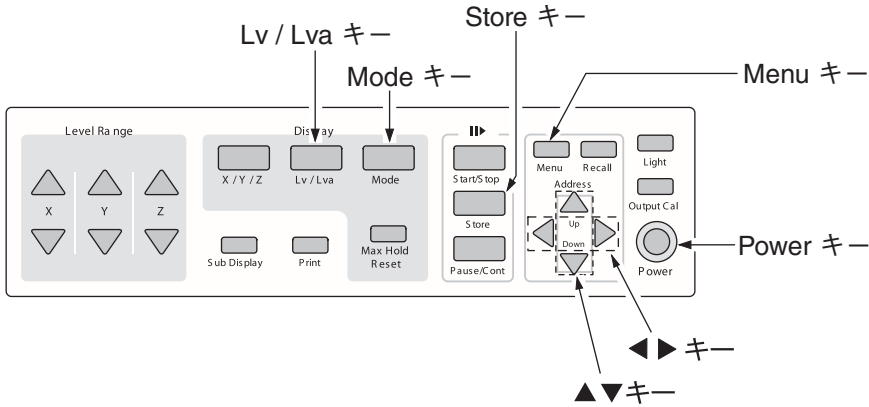 Store キー
Lv / Lva キー
Mode キー
Menu キー
Level Range
Display
X / Y / Z
Lv / Lva
Mode
Start/Stop
Menu
Recall
Light
X
Y
Z
Store
Address
Up
Down
Output Cal
Sub Display
Print
Max Hold
Reset
Pause/Cont
Power
Power キー
◀ ▶ キー
▲ ▼キー